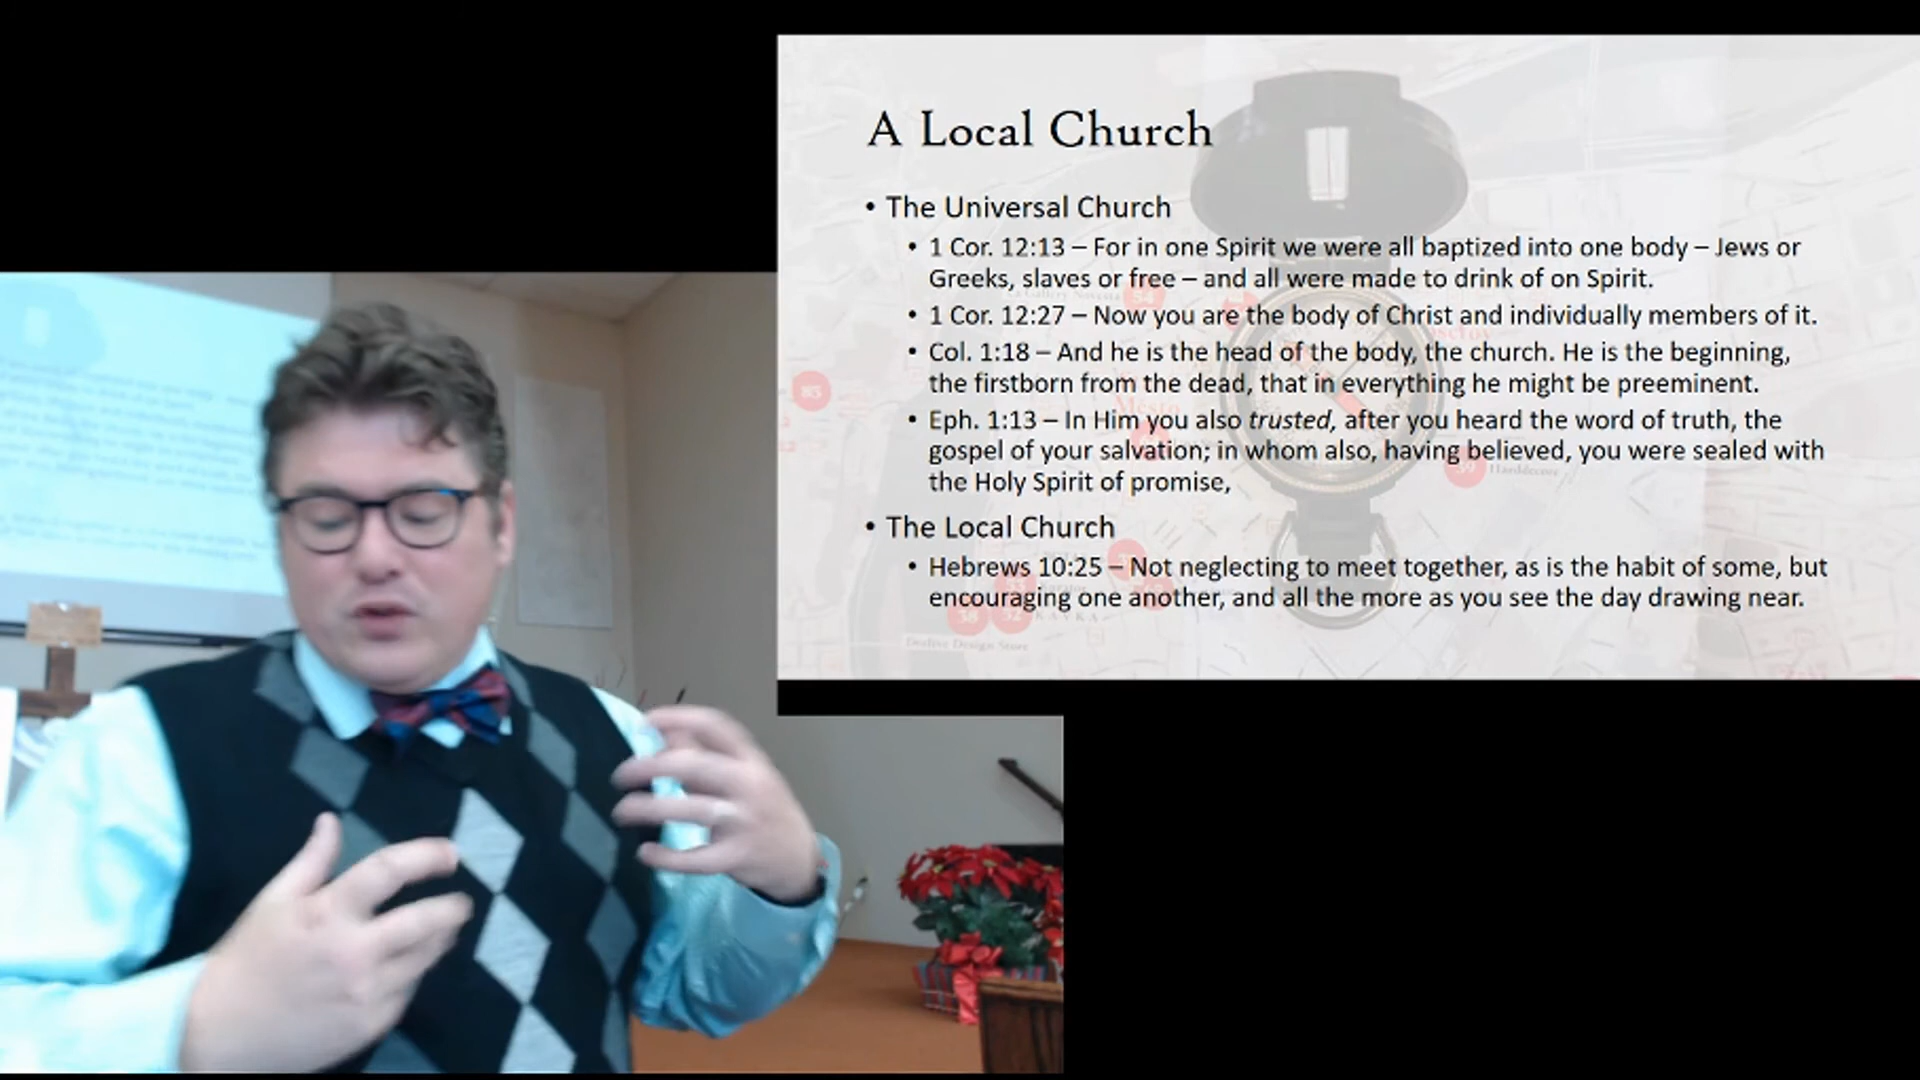 A Local Church
• The Universal Church
• 1 Cor. 12:13 – For in one Spirit we were all baptized into one body – Jews or
Greeks, slaves or free – and all were made to drink of on Spirit.
• 1 Cor. 12:27 – Now you are the body of Christ and individually members of it.
• Col. 1:18 – And he is the head of the body, the church. He is the beginning,
the firstborn from the dead, that in everything he might be preeminent.
• Eph. 1:13 – In Him you also trusted, after you heard the word of truth, the
gospel of your salvation; in whom also, having believed, you were sealed with
the Holy Spirit of promise,
• The Local Church
• Hebrews 10:25 – Not neglecting to meet together, as is the habit of some, but
encouraging one another, and all the more as you see the day drawing near.
85
59
Design Store